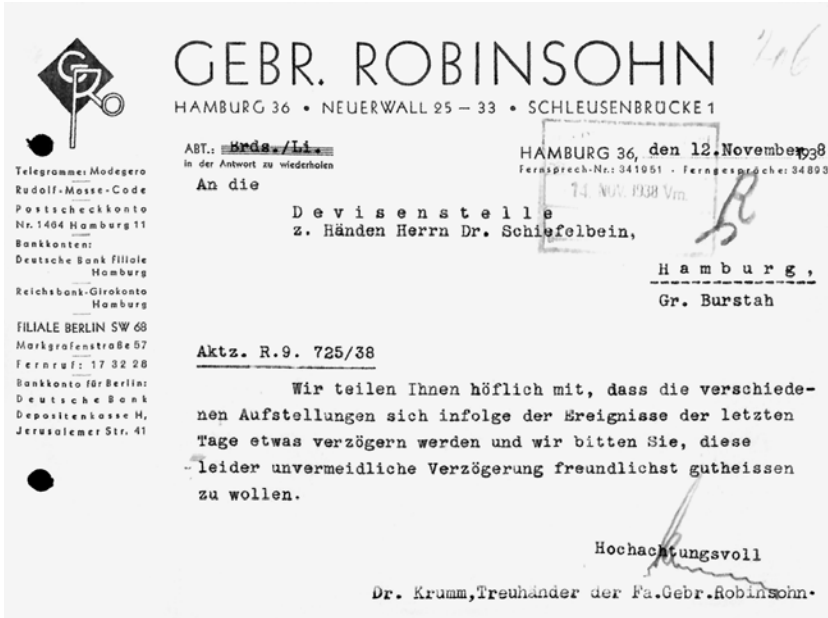 GEBR. ROBINSOHN
HAMBURG 36 • NEUERWALL 25 – 33 • SCHLEUSENBRÜCKE 1
GRO
Telegramme: Modegero
Rudolf-Mosse-Code
Postscheckkonto
Nr. 1464 Hamburg 11
Bankkonten:
Deutsche Bank Filiale
Hamburg
Reichsbank-Girokonto
Hamburg
FILIALE BERLIN SW 68
Markgrafenstraße 57
Fernruf: 17 32 28
Bankkonto für Berlin:
Deutsche Bank
Depositenkasse H,
Jerusalemer Str. 41
ABT.: Brds./Li.
in der Antwort zu wiederholen
HAMBURG 36, den 12.November 1938
Fernsprech-Nr.: 341051 - Ferngespräche: 34893
14. NOV. 1938 Vm.
An die
Devisenstelle
z. Händen Herrn Dr. Schiefelbein,
Hamburg,
Gr. Burstah
Aktz. R.9. 725/38
Wir teilen Ihnen höflich mit, dass die verschiede-
nen Aufstellungen sich infolge der Ereignisse der letzten
Tage etwas verzögern werden und wir bitten Sie, diese
leider unvermeidliche Verzögerung freundlichst gutheissen
zu wollen.
Hochachtungsvoll
Dr. Krumm,Treuhänder der Fa.Gebr.Robinsohn.